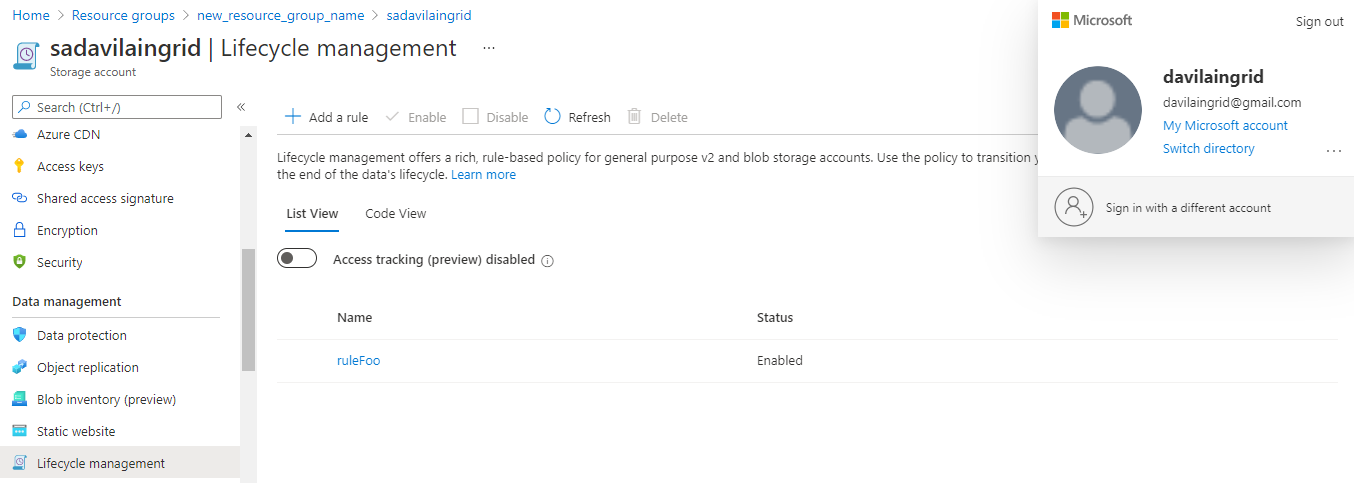 Home > Resource groups > new_resource_group_name > sadavilaingrid
sadavilaingrid | Lifecycle management ...
Storage account
Search (Ctrl+/)
«
Azure CDN
Access keys
Shared access signature
Encryption
Security
Data management
Data protection
Object replication
Blob inventory (preview)
Static website
Lifecycle management
Add a rule Enable Disable Refresh Delete
Lifecycle management offers a rich, rule-based policy for general purpose v2 and blob storage accounts. Use the policy to transition
the end of the data's lifecycle. Learn more
List View Code View
Access tracking (preview) disabled
Name Status
ruleFoo Enabled
Microsoft Sign out
davilaingrid
davilaingrid@gmail.com
My Microsoft account
Switch directory ...
Sign in with a different account